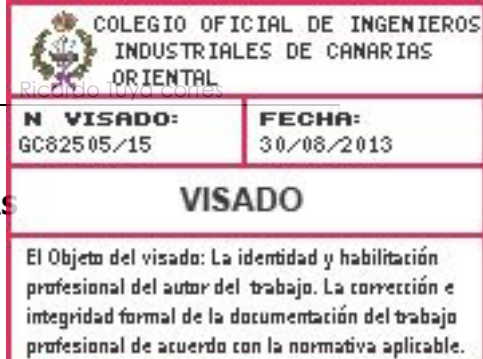 COLEGIO OFICIAL DE INGENIEROS
INDUSTRIALES DE CANARIAS
ORIENTAL
Ricardo Tuya Cortes
N VISADO:
GC82505/15
FECHA:
30/08/2013
VISADO
El Objeto del visado: La identidad y habilitación
profesional del autor del trabajo. La corrección e
integridad formal de la documentación del trabajo
profesional de acuerdo con la normativa aplicable.